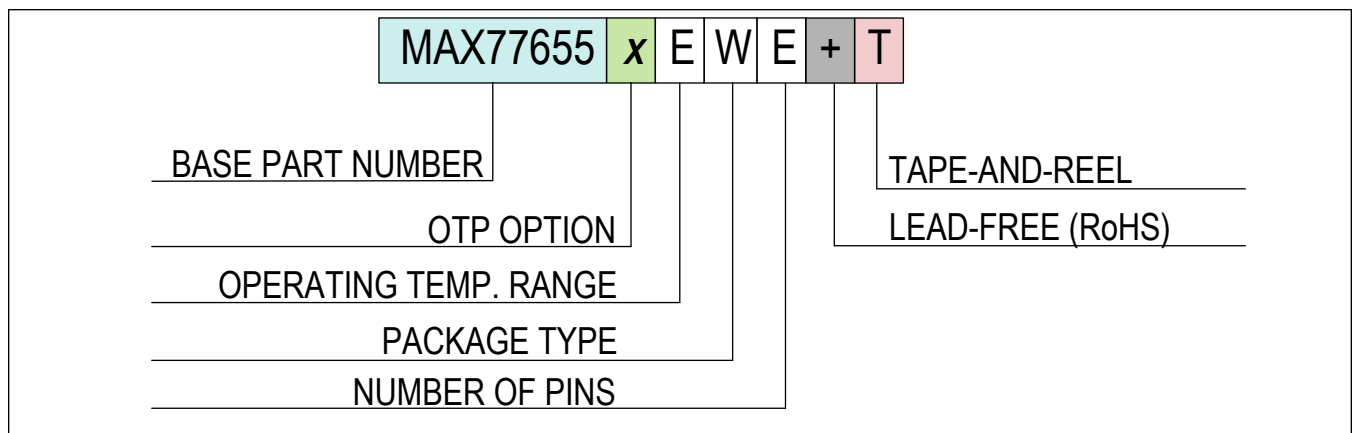 MAX77655 x E W E + T
BASE PART NUMBER
TAPE-AND-REEL
OTP OPTION
LEAD-FREE (RoHS)
OPERATING TEMP. RANGE
PACKAGE TYPE
NUMBER OF PINS